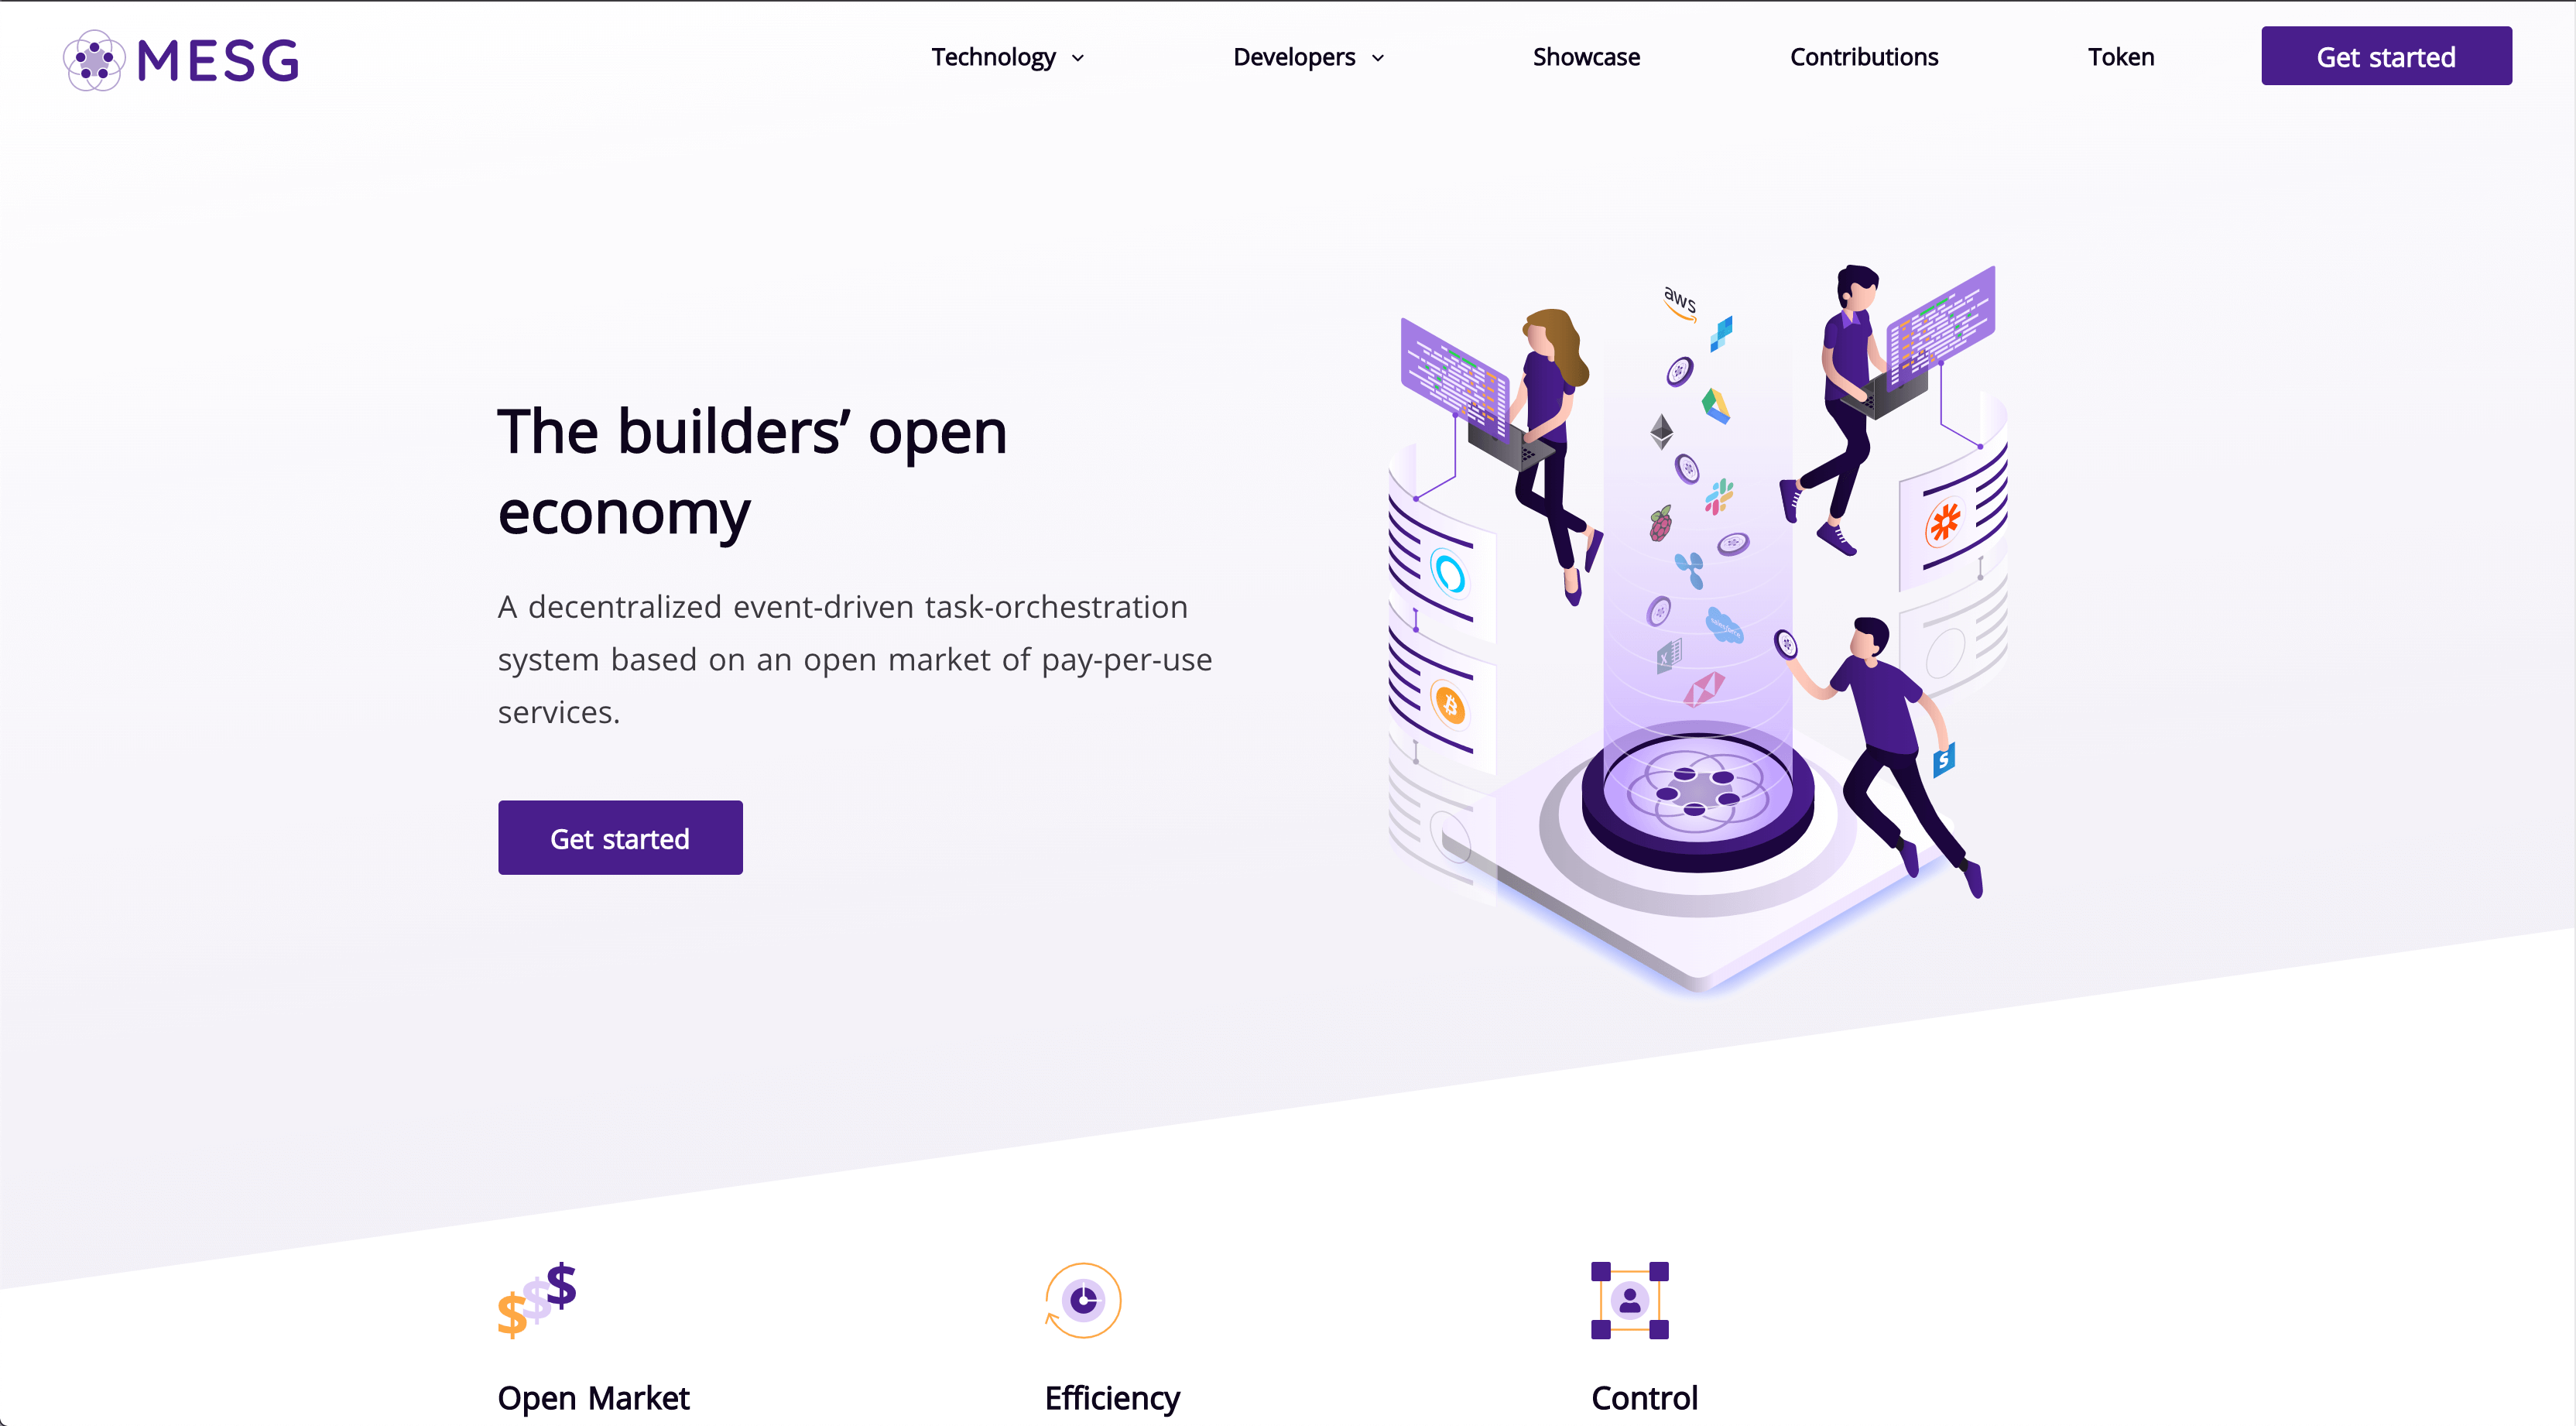 MESG
Technology
Developers
Showcase
Contributions
Token
Get started
aws
The builders’ open
economy
A decentralized event-driven task-orchestration
system based on an open market of pay-per-use
services.
Get started
salesforce
X
S
Open Market
Efficiency
Control